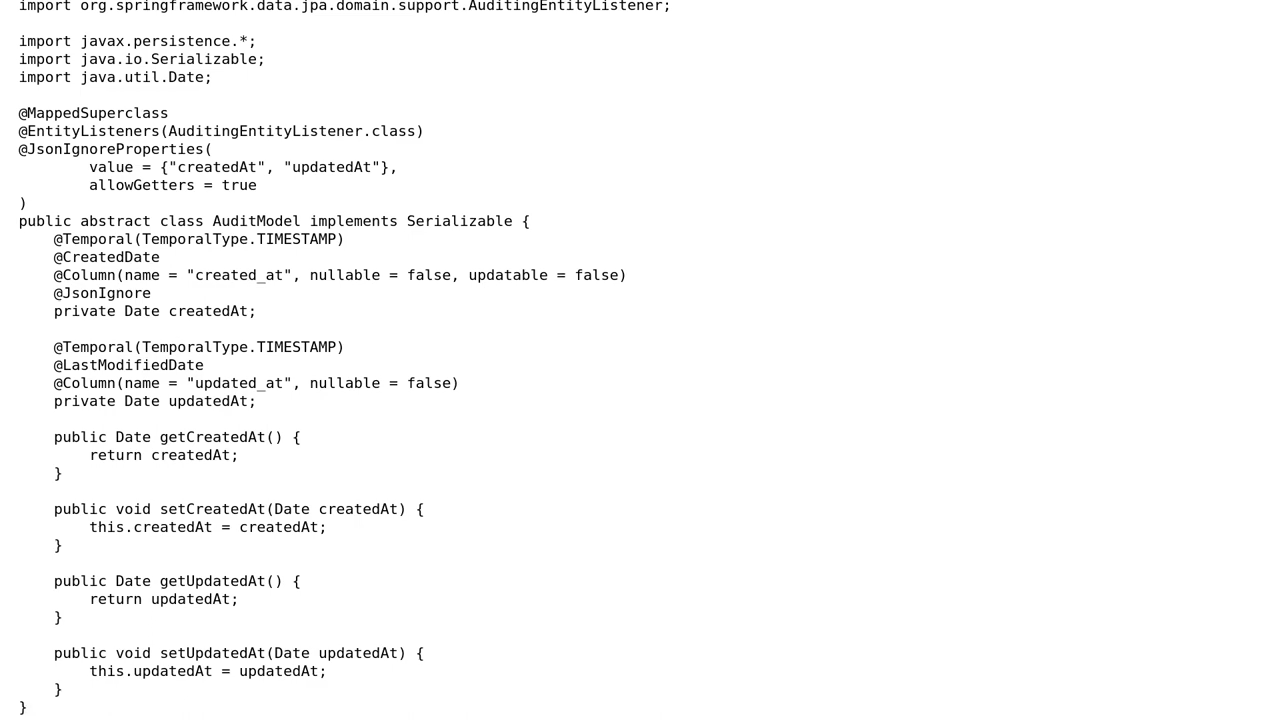 import org.springframework.data.jpa.domain.support.AuditingEntityListener;

import javax.persistence.*;
import java.io.Serializable;
import java.util.Date;

@MappedSuperclass
@EntityListeners(AuditingEntityListener.class)
@JsonIgnoreProperties(
        value = {"createdAt", "updatedAt"},
        allowGetters = true
)
public abstract class AuditModel implements Serializable {
    @Temporal(TemporalType.TIMESTAMP)
    @CreatedDate
    @Column(name = "created_at", nullable = false, updatable = false)
    @JsonIgnore
    private Date createdAt;

    @Temporal(TemporalType.TIMESTAMP)
    @LastModifiedDate
    @Column(name = "updated_at", nullable = false)
    private Date updatedAt;

    public Date getCreatedAt() {
        return createdAt;
    }

    public void setCreatedAt(Date createdAt) {
        this.createdAt = createdAt;
    }

    public Date getUpdatedAt() {
        return updatedAt;
    }

    public void setUpdatedAt(Date updatedAt) {
        this.updatedAt = updatedAt;
    }
}